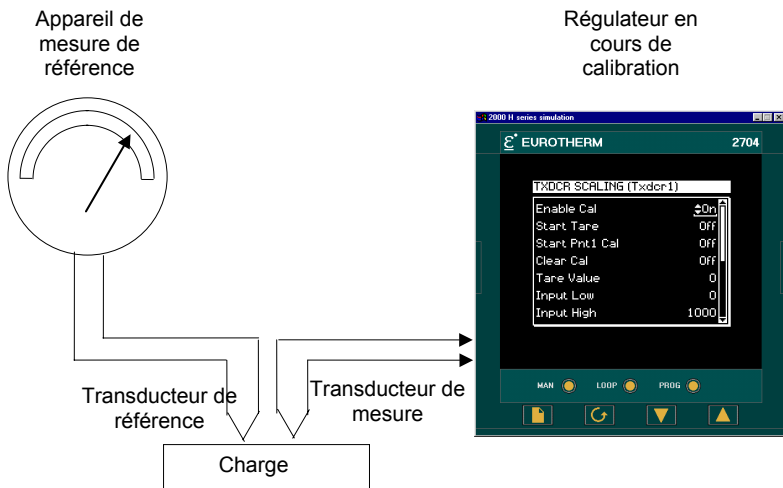 Appareil de
mesure de
référence
Régulateur en
cours de
calibration
2000 H series simulation
EUROTHERM 2704
TXDCR SCALING (Txdcr1)
Enable Cal On
Start Tare Off
Start Pnt1 Cal Off
Clear Cal Off
Tare Value 0
Input Low 0
Input High 1000
MAN LOOP PROG
Transducteur de
référence
Transducteur de
mesure
Charge